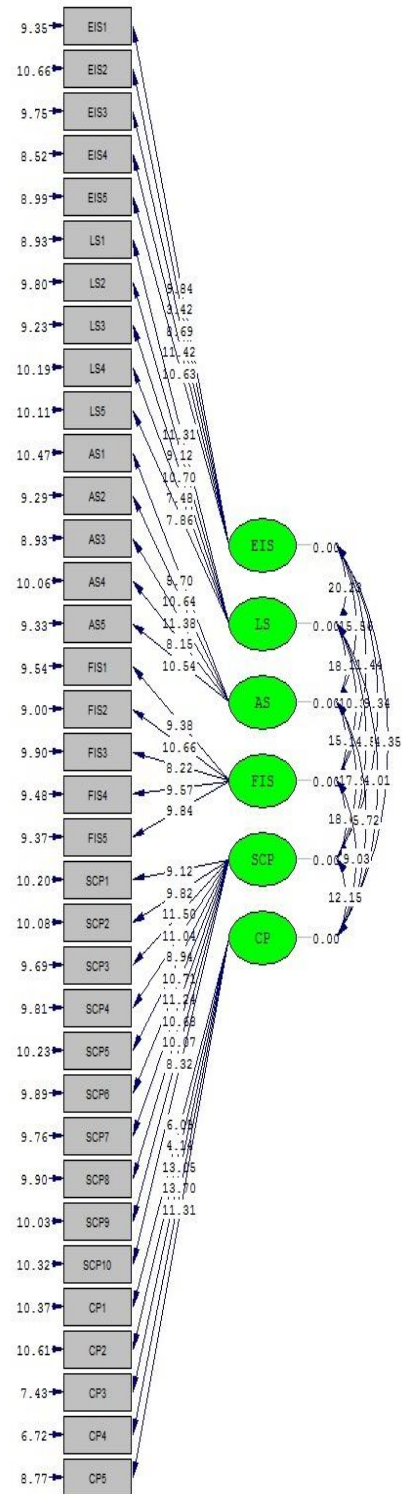 9.35 EIS1
10.66 EIS2
9.75 EIS3
8.52 EIS4
8.99 EIS5
8.93 LS1
9.80 LS2
9.23 LS3
10.19 LS4
10.11 LS5
10.47 AS1
9.29 AS2
8.93 AS3
10.06 AS4
9.33 AS5
9.54 FIS1
9.00 FIS2
9.90 FIS3
9.48 FIS4
9.37 FIS5
10.20 SCP1
10.08 SCP2
9.69 SCP3
9.81 SCP4
10.23 SCP5
9.89 SCP6
9.76 SCP7
9.90 SCP8
10.03 SCP9
10.32 SCP10
10.37 CP1
10.61 CP2
7.43 CP3
6.72 CP4
8.77 CP5
9.84
3.42
8.69
11.42
10.63
11.31
9.12
10.70
7.48
7.86
9.70
10.64
11.38
8.15
10.54
9.38
10.66
8.22
9.57
9.84
9.12
9.82
11.50
11.04
8.94
10.71
11.24
10.68
10.07
8.32
4.14
13.05
13.70
11.31
EIS 0.00
LS 0.00
AS 0.00
FIS 0.00
SCP 0.00
CP 0.00
9.03
12.15